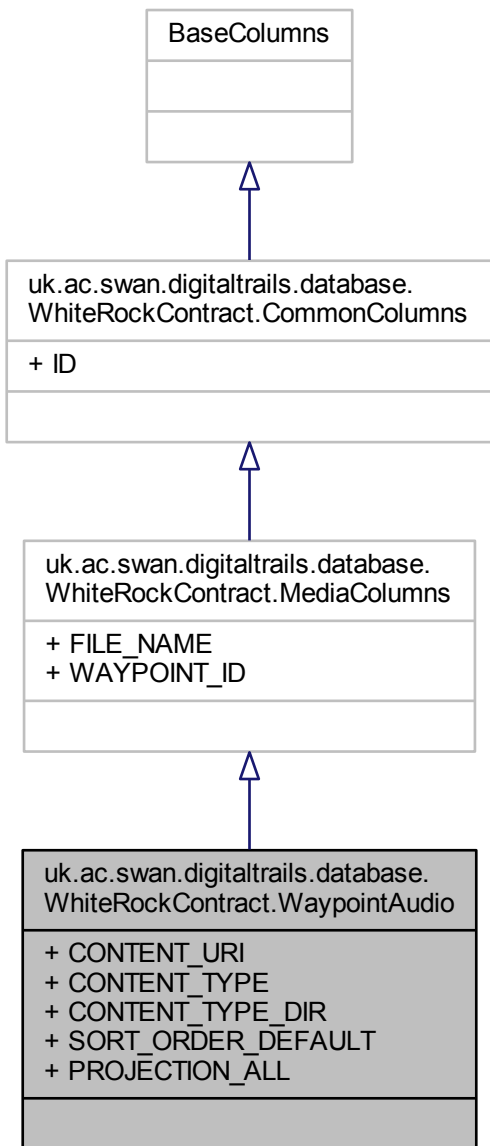 BaseColumns
uk.ac.swan.digitaltrails.database.
WhiteRockContract.CommonColumns
+ ID
uk.ac.swan.digitaltrails.database.
WhiteRockContract.MediaColumns
+ FILE_NAME
+ WAYPOINT_ID
uk.ac.swan.digitaltrails.database.
WhiteRockContract.WaypointAudio
+ CONTENT_URI
+ CONTENT_TYPE
+ CONTENT_TYPE_DIR
+ SORT_ORDER_DEFAULT
+ PROJECTION_ALL